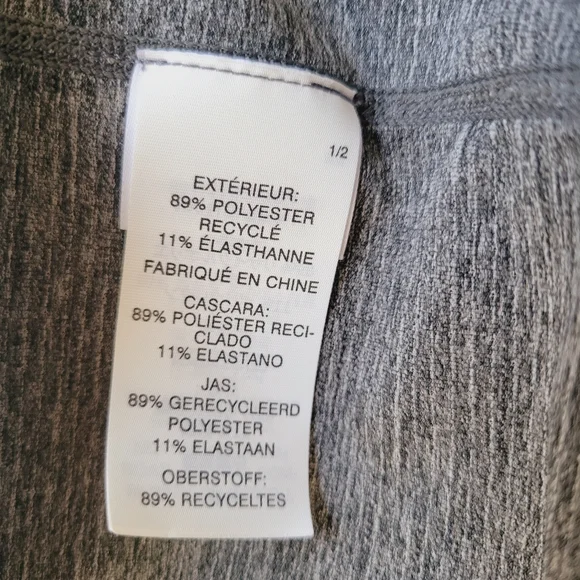 1/2
EXTÉRIEUR:
89% POLYESTER
RECYCLÉ
11% ÉLASTHANNE
FABRIQUÉ EN CHINE
CASCARA:
89% POLIÉSTER RECI-
CLADO
11% ELASTANO
JAS:
89% GERECYCLEERD
POLYESTER
11% ELASTAAN
OBERSTOFF:
89% RECYCELTES